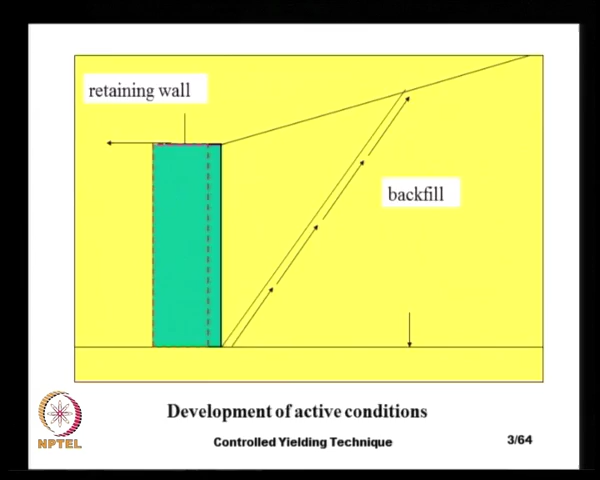 retaining wall
backfill
Development of active conditions
Controlled Yielding Technique
3/64
NPTEL